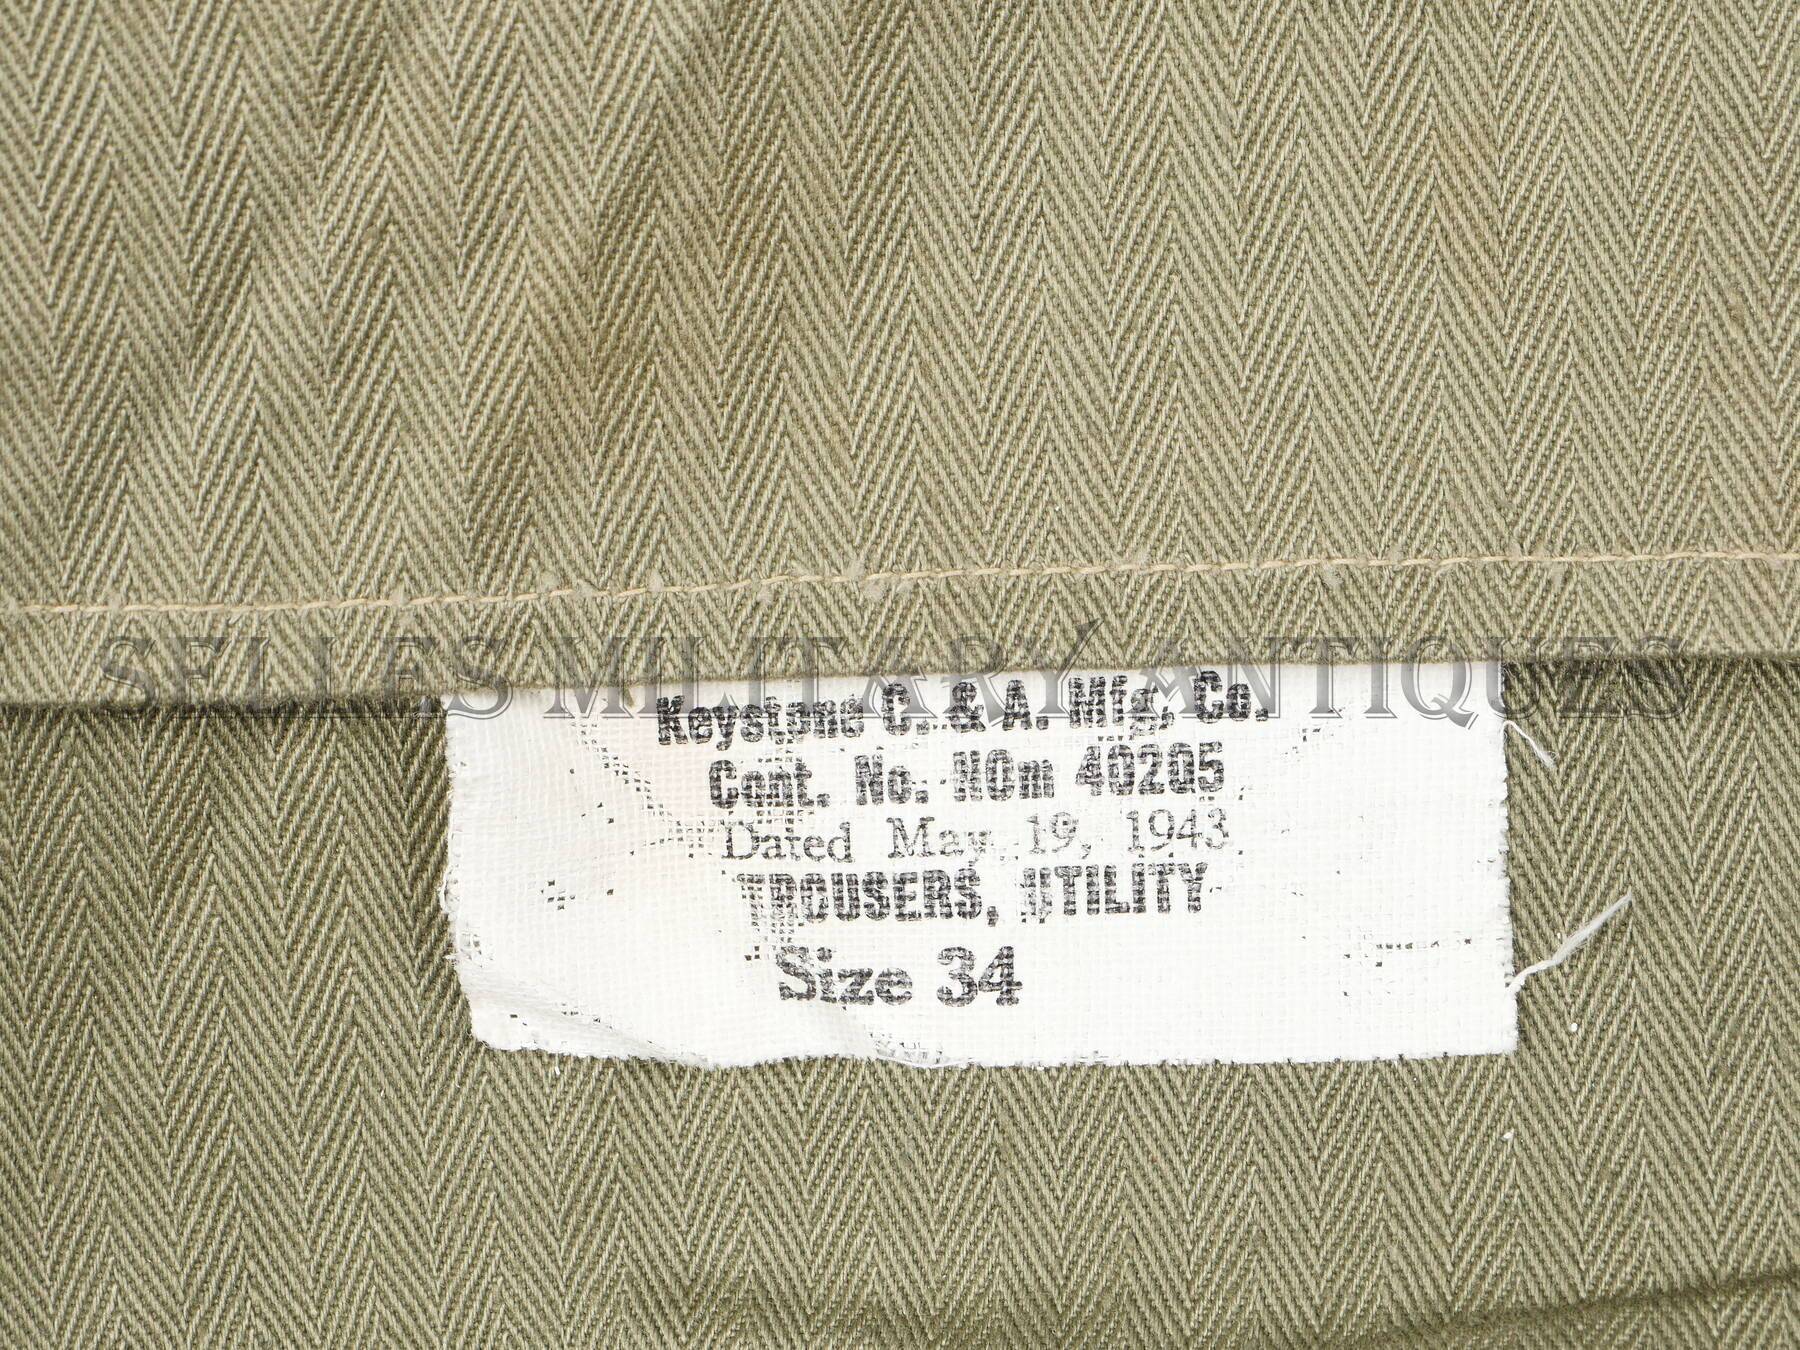 SELLES MILITARY ANTIQUES
Keystone C. & A. Mfg. Co.
Cont. No. NOm 40205
Dated May 19, 1943
TROUSERS, UTILITY
Size 34